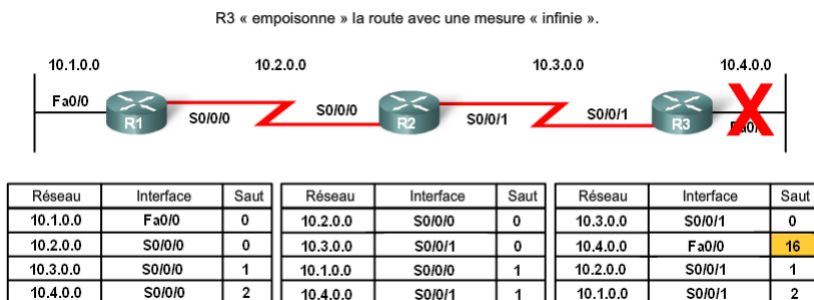 R3 « empoisonne » la route avec une mesure « infinie ».
10.1.0.0 10.2.0.0 10.3.0.0 10.4.0.0
Fa0/0 R1 S0/0/0 S0/0/0 R2 S0/0/1 S0/0/1 R3
Réseau Interface Saut Réseau Interface Saut Réseau Interface Saut
10.1.0.0 Fa0/0 0 10.2.0.0 S0/0/0 0 10.3.0.0 S0/0/1 0
10.2.0.0 S0/0/0 0 10.3.0.0 S0/0/1 0 10.4.0.0 Fa0/0 16
10.3.0.0 S0/0/0 1 10.1.0.0 S0/0/0 1 10.2.0.0 S0/0/1 1
10.4.0.0 S0/0/0 2 10.4.0.0 S0/0/1 1 10.1.0.0 S0/0/1 2